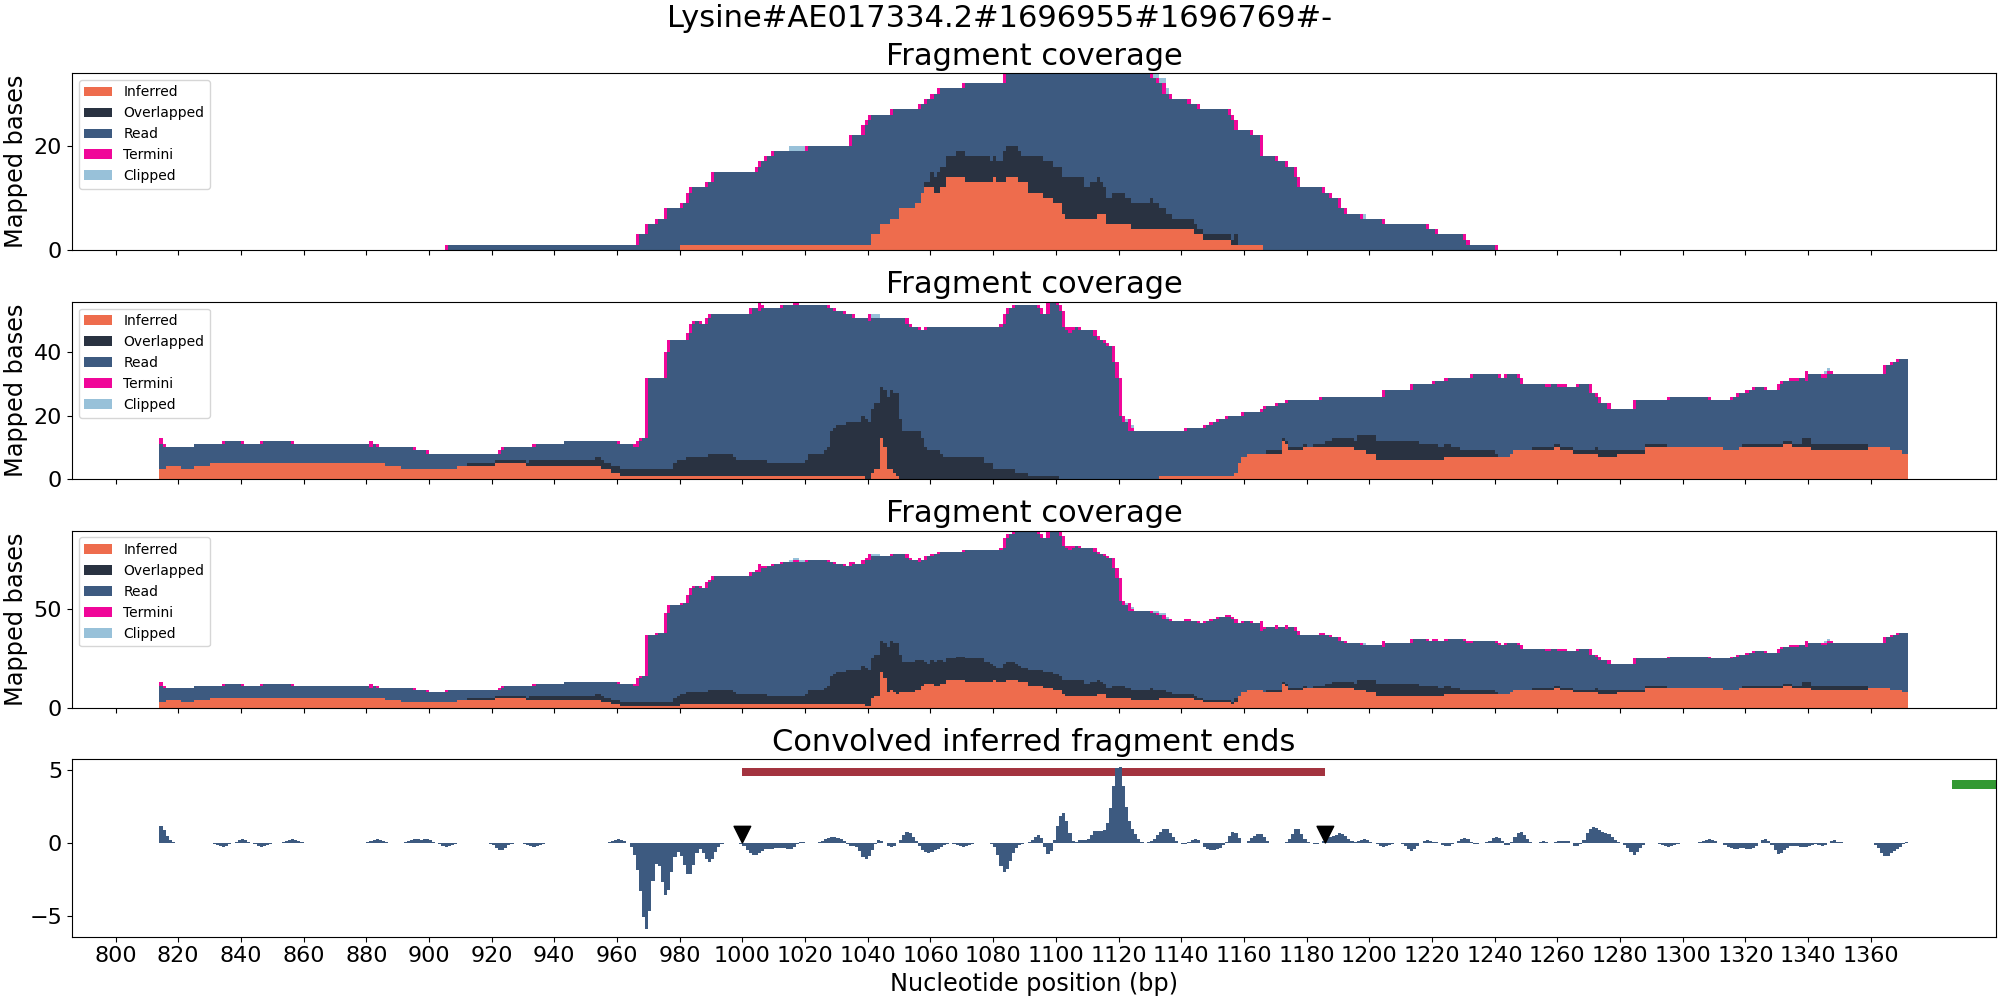 Lysine#AE017334.2#1696955#1696769#-
Fragment coverage
Mapped bases
20
0
Inferred
Overlapped
Read
Termini
Clipped
Fragment coverage
Mapped bases
40
20
0
Inferred
Overlapped
Read
Termini
Clipped
Fragment coverage
Mapped bases
50
0
Inferred
Overlapped
Read
Termini
Clipped
Convolved inferred fragment ends
5
0
−5
800 820 840 860 880 900 920 940 960 980 1000 1020 1040 1060 1080 1100 1120 1140 1160 1180 1200 1220 1240 1260 1280 1300 1320 1340 1360
Nucleotide position (bp)